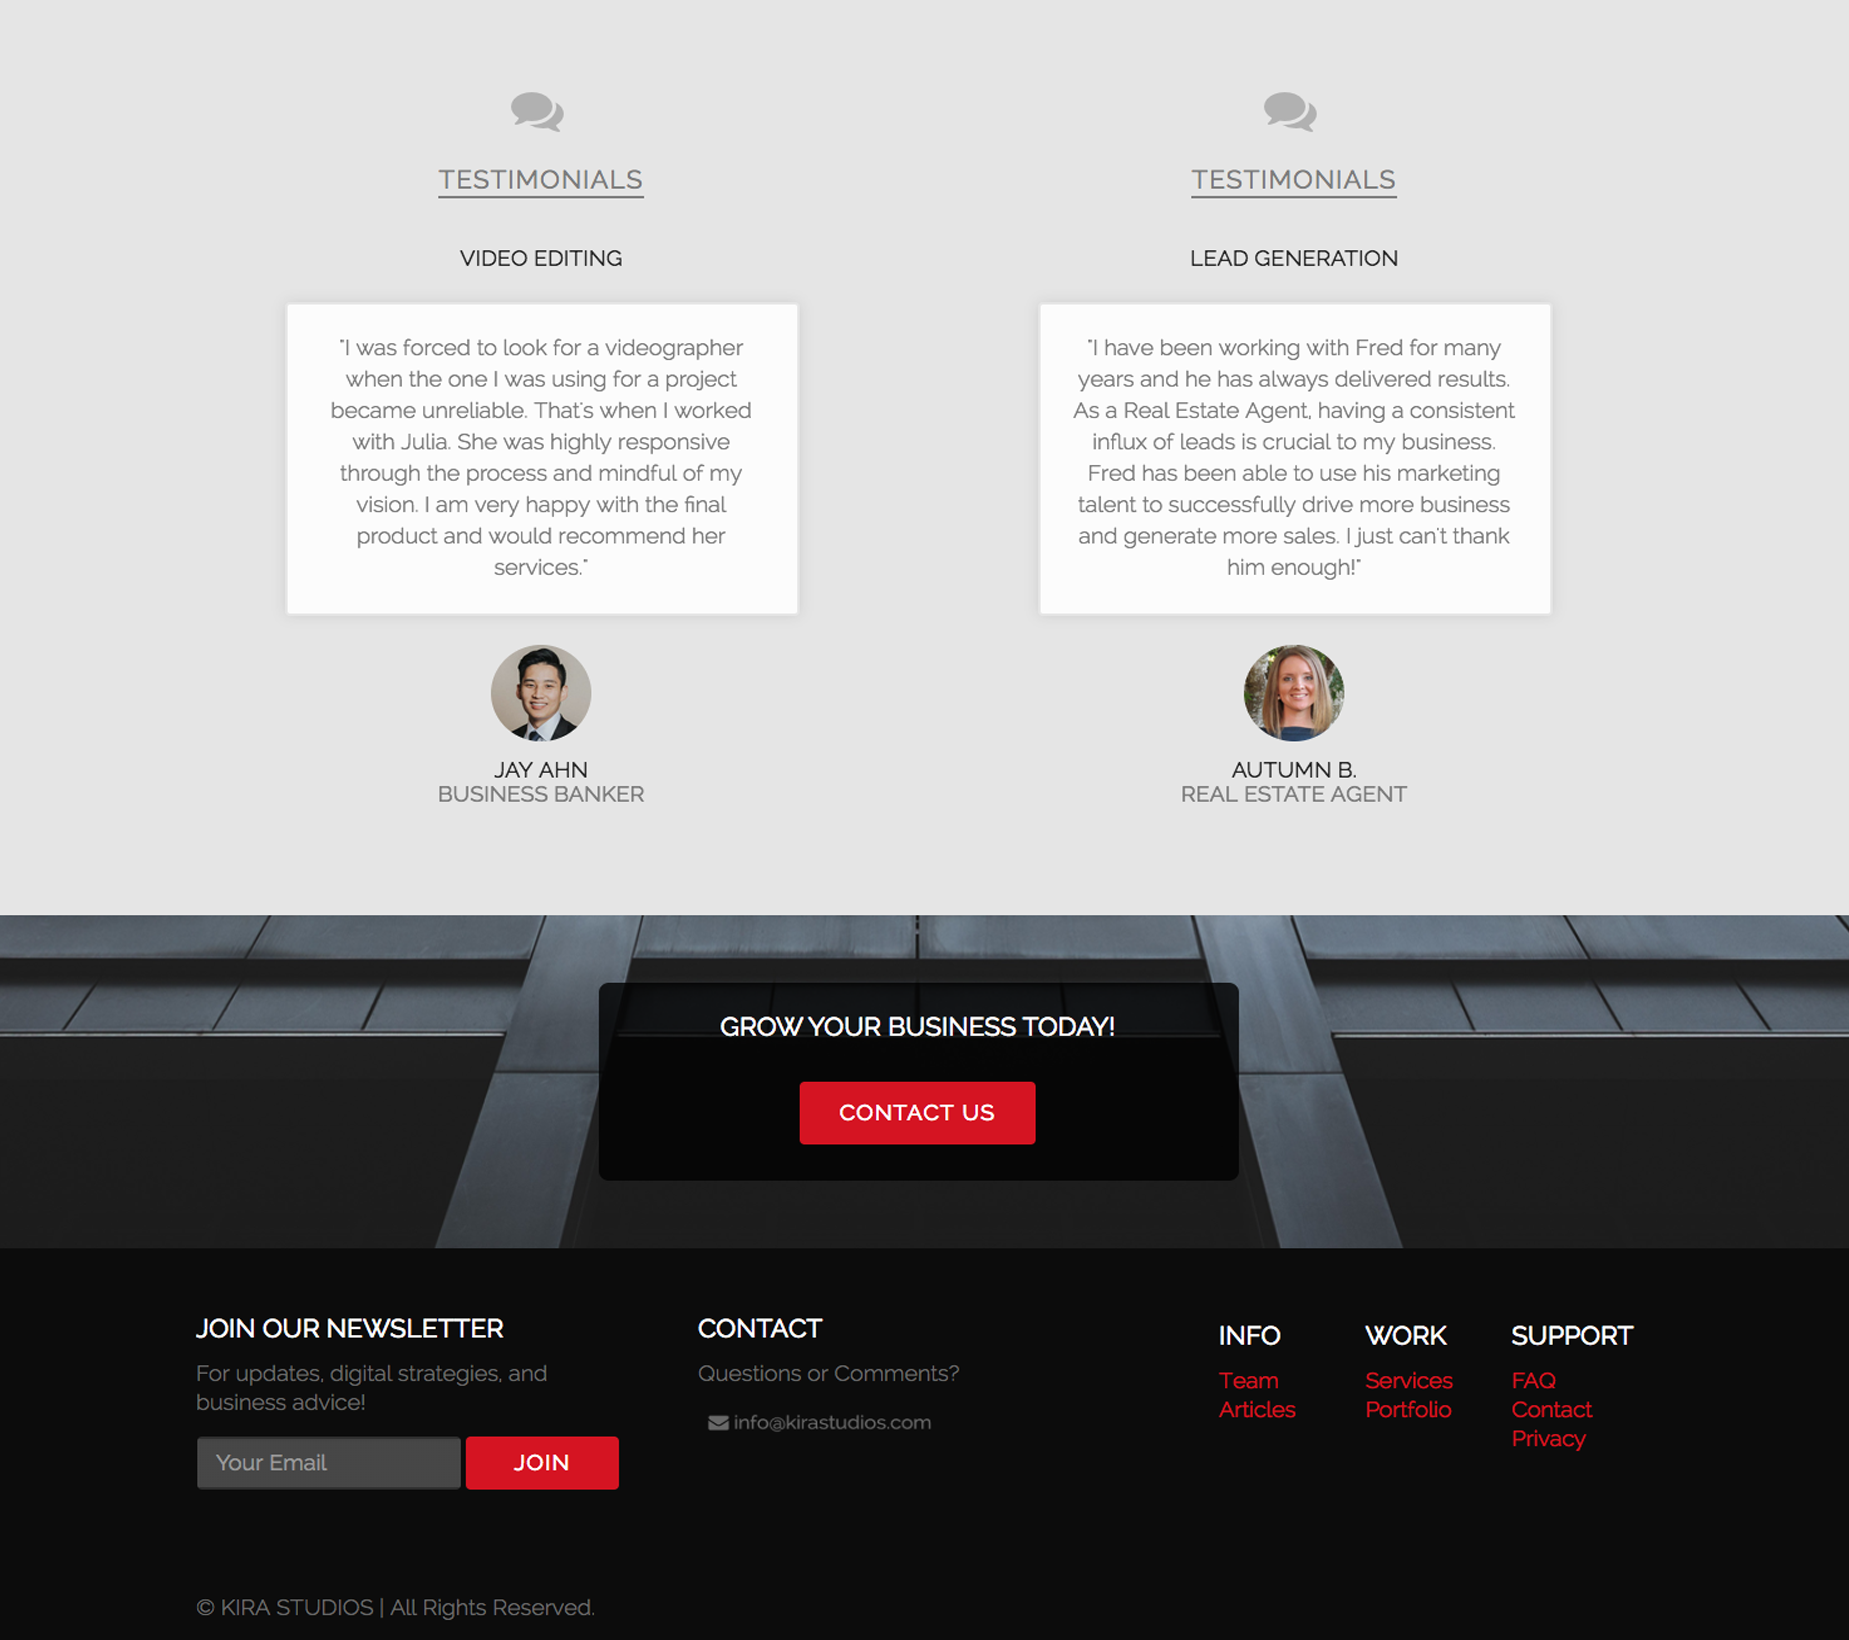 TESTIMONIALS
VIDEO EDITING
"I was forced to look for a videographer
when the one I was using for a project
became unreliable. That's when I worked
with Julia. She was highly responsive
through the process and mindful of my
vision. I am very happy with the final
product and would recommend her
services."
JAY AHN
BUSINESS BANKER
TESTIMONIALS
LEAD GENERATION
"I have been working with Fred for many
years and he has always delivered results.
As a Real Estate Agent, having a consistent
influx of leads is crucial to my business.
Fred has been able to use his marketing
talent to successfully drive more business
and generate more sales. I just can't thank
him enough!"
AUTUMN B.
REAL ESTATE AGENT
GROW YOUR BUSINESS TODAY!
CONTACT US
JOIN OUR NEWSLETTER
For updates, digital strategies, and
business advice!
Your Email
JOIN
CONTACT
Questions or Comments?
info@kirastudios.com
INFO
Team
Articles
WORK
Services
Portfolio
SUPPORT
FAQ
Contact
Privacy
© KIRA STUDIOS | All Rights Reserved.